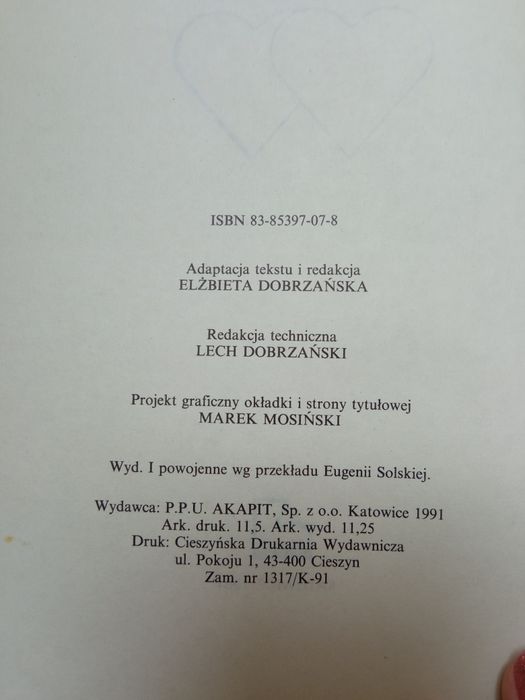 ISBN 83-85397-07-8
Adaptacja tekstu i redakcja
ELŻBIETA DOBRZAŃSKA
Redakcja techniczna
LECH DOBRZAŃSKI
Projekt graficzny okładki i strony tytułowej
MAREK MOSIŃSKI
Wyd. I powojenne wg przekładu Eugenii Solskiej.
Wydawca: P.P.U. AKAPIT, Sp. z o.o. Katowice 1991
Ark. druk. 11,5. Ark. wyd. 11,25
Druk: Cieszyńska Drukarnia Wydawnicza
ul. Pokoju 1, 43-400 Cieszyn
Zam. nr 1317/K-91